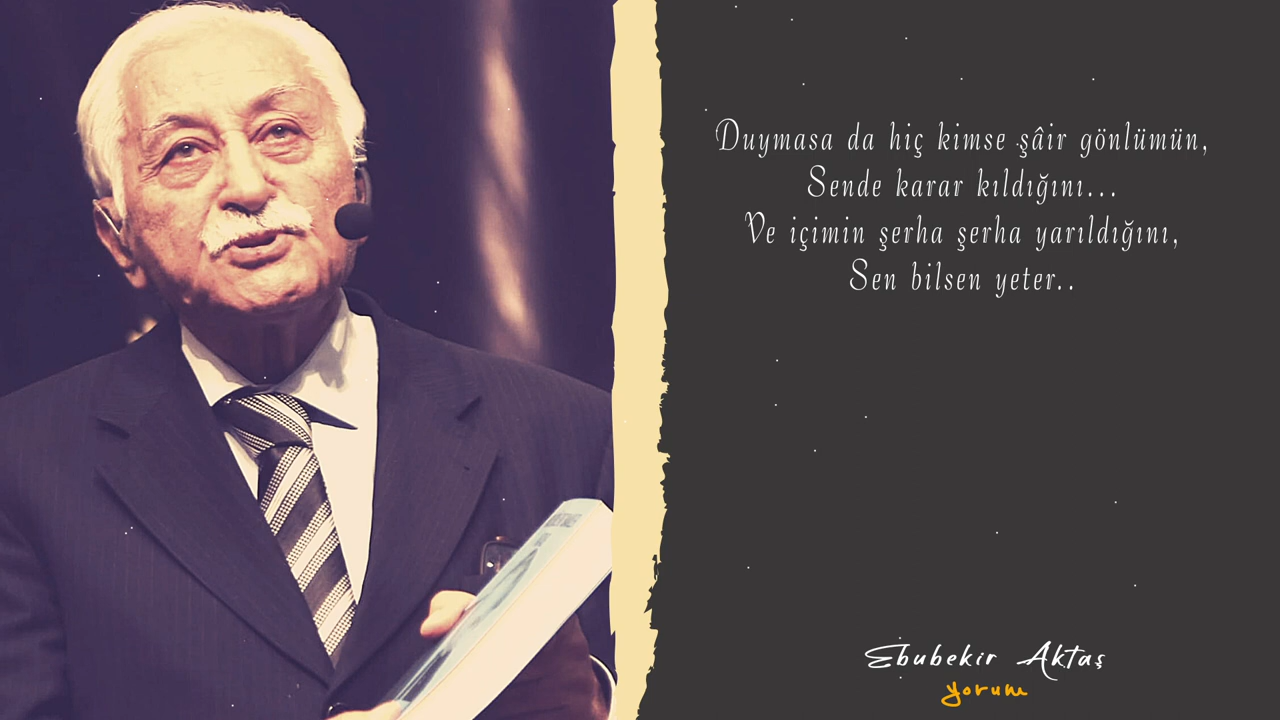 Duymasa da hiç kimse şâir gönlümün,
Sende karar kıldığını...
Ve içimin şerha şerha yarıldığını,
Sen bilsen yeter..
Ebubekir Aktaş
yorum